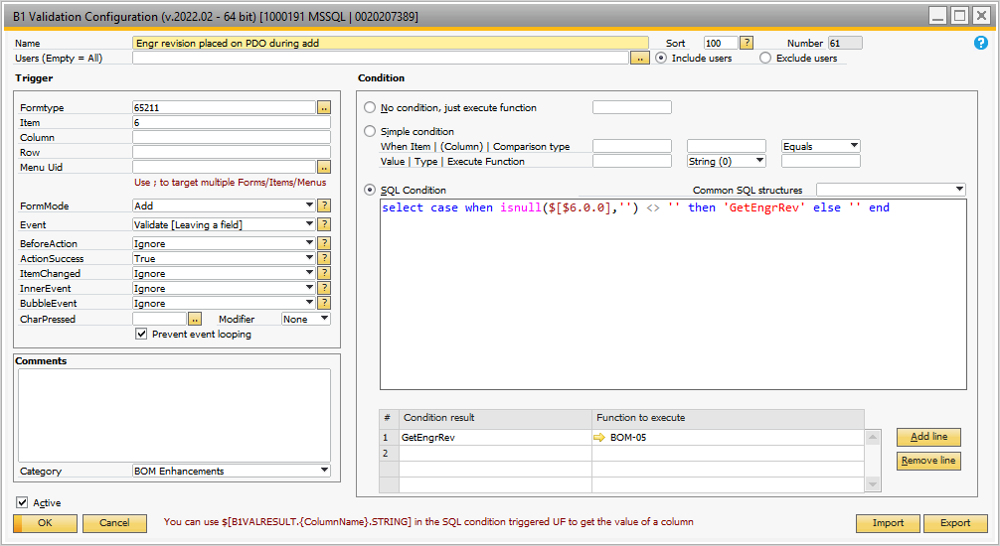 B1 Validation Configuration (v.2022.02 - 64 bit) [1000191 MSSQL | 0020207389]
Name Engr revision placed on PDO during add Sort 100 ? Number 61 ?
Users (Empty = All) .. Include users Exclude users
Trigger
Formtype 65211 ..
Item 6
Column
Row
Menu Uid ..
Use ; to target multiple Forms/Items/Menus
FormMode Add ?
Event Validate [Leaving a field] ?
BeforeAction Ignore ?
ActionSuccess True ?
ItemChanged Ignore ?
InnerEvent Ignore ?
BubbleEvent Ignore ?
CharPressed .. Modifier None
Prevent event looping
Comments
Category BOM Enhancements
Condition
No condition, just execute function
Simple condition
When Item | (Column) | Comparison type Equals
Value | Type | Execute Function String (0)
SQL Condition Common SQL structures
select case when isnull($[$6.0.0],'') <> '' then 'GetEngrRev' else '' end
# Condition result Function to execute
1 GetEngrRev BOM-05
2
Add line
Remove line
Active
OK Cancel You can use $[B1VALRESULT.{ColumnName}.STRING] in the SQL condition triggered UF to get the value of a column Import Export